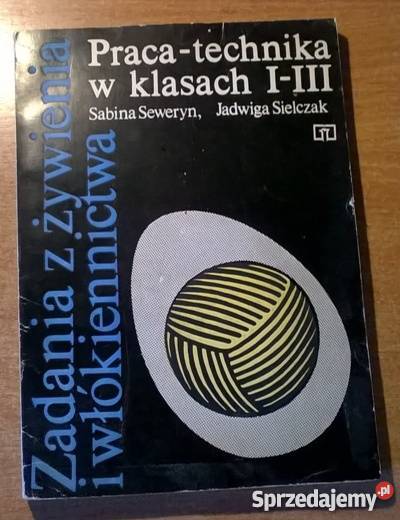 Praca-technika
w klasach I-III
Sabina Seweryn, Jadwiga Sielczak
Zadania z żywienia
i włókiennictwa
Sprzedajemy.pl